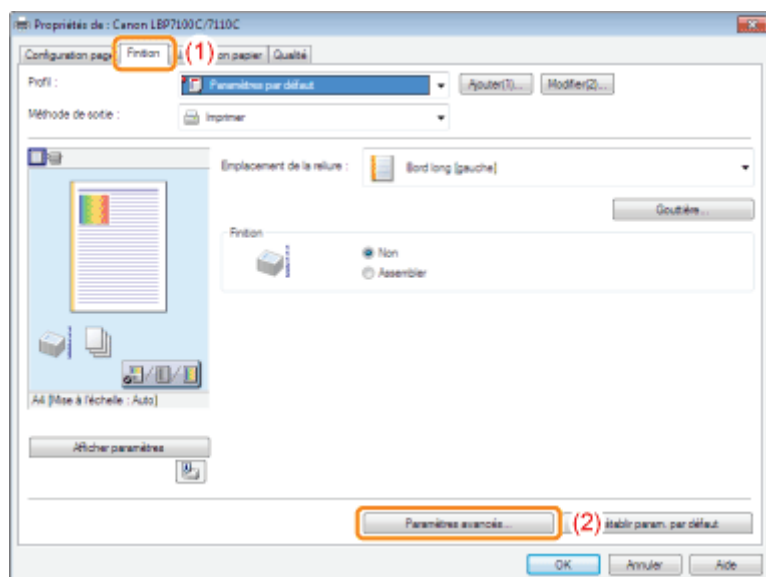 Propriétés de : Canon LBP7100C/7110C
Configuration page Finition (1) on papier Qualité
Profil : Paramètres par défaut Ajouter(1)... Modifier(2)...
Méthode de sortie : Imprimer
Emplacement de la reliure : Bord long [gauche]
Gouttière...
Finition
Non
Assembler
A4 [Mise à l'échelle : Auto]
Afficher paramètres
Paramètres avancés... (2) établir param. par défaut
OK Annuler Aide